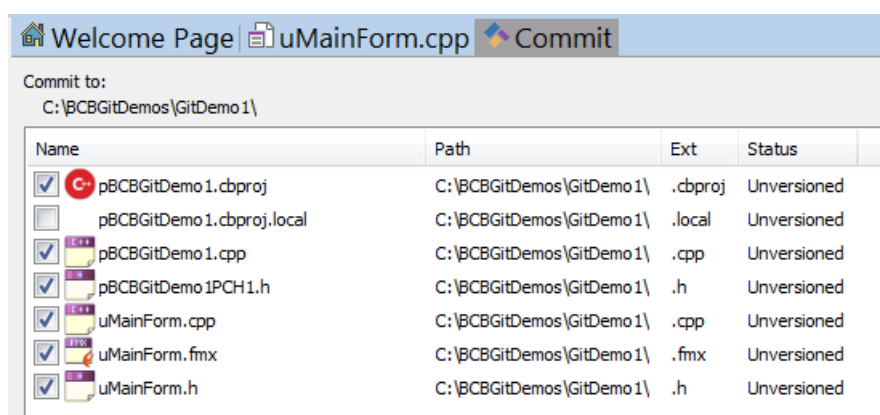 Welcome Page uMainForm.cpp Commit
Commit to:
C:\BCBGitDemos\GitDemo1\
Name Path Ext Status
C++ pBCBGitDemo1.cbproj C:\BCBGitDemos\GitDemo1\ .cbproj Unversioned
pBCBGitDemo1.cbproj.local C:\BCBGitDemos\GitDemo1\ .local Unversioned
C++ pBCBGitDemo1.cpp C:\BCBGitDemos\GitDemo1\ .cpp Unversioned
H pBCBGitDemo1PCH1.h C:\BCBGitDemos\GitDemo1\ .h Unversioned
C++ uMainForm.cpp C:\BCBGitDemos\GitDemo1\ .cpp Unversioned
FMX uMainForm.fmx C:\BCBGitDemos\GitDemo1\ .fmx Unversioned
H uMainForm.h C:\BCBGitDemos\GitDemo1\ .h Unversioned